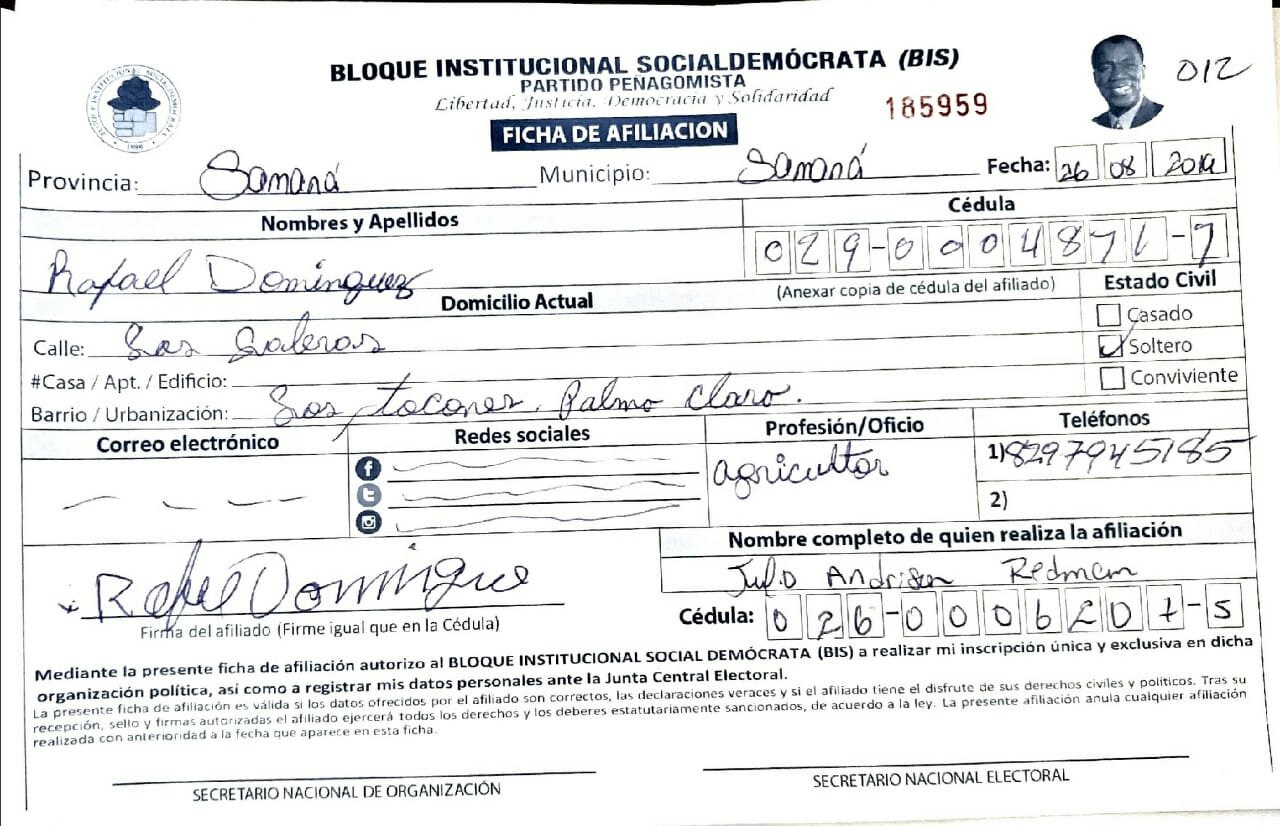 BLOQUE INSTITUCIONAL SOCIALDEMÓCRATA (BIS)
PARTIDO PEÑAGOMISTA
Libertad, Justicia, Democracia y Solidaridad
185959
012
FICHA DE AFILIACION
Provincia: Samaná Municipio: Samaná Fecha: 26 08
Nombres y Apellidos
Cédula
Rafael Dominguez
029-0004871-7
(Anexar copia de cédula del afiliado)
Domicilio Actual
Estado Civil
Casado
Calle: Las Galeras
Soltero
#Casa / Apt. / Edificio:
Conviviente
Barrio / Urbanización: Los tocones, Palmo Claro.
Correo electrónico
Redes sociales
Profesión/Oficio
Teléfonos
agricultor
1) 8297945185
2)
Nombre completo de quien realiza la afiliación
Redmem
Firma del afiliado (Firme igual que en la Cédula)
Cédula: 026-0006207-5
Mediante la presente ficha de afiliación autorizo al BLOQUE INSTITUCIONAL SOCIAL DEMÓCRATA (BIS) a realizar mi inscripción única y exclusiva en dicha
organización política, así como a registrar mis datos personales ante la Junta Central Electoral.
La presente ficha de afiliación es válida si los datos ofrecidos por el afiliado son correctos, las declaraciones veraces y si el afiliado tiene el disfrute de sus derechos civiles y políticos. Tras su
recepción, sello y firmas autorizadas el afiliado ejercerá todos los derechos y los deberes estatutariamente sancionados, de acuerdo a la ley. La presente afiliación anula cualquier afiliación
realizada con anterioridad a la fecha que aparece en esta ficha.
SECRETARIO NACIONAL DE ORGANIZACIÓN
SECRETARIO NACIONAL ELECTORAL